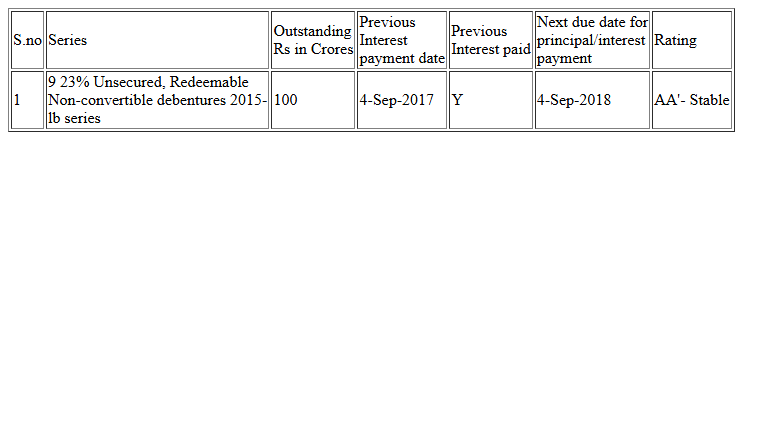 S.no Series Outstanding Rs in Crores Previous Interest payment date Previous Interest paid Next due date for principal/interest payment Rating
1 9 23% Unsecured, Redeemable Non-convertible debentures 2015-lb series 100 4-Sep-2017 Y 4-Sep-2018 AA'- Stable